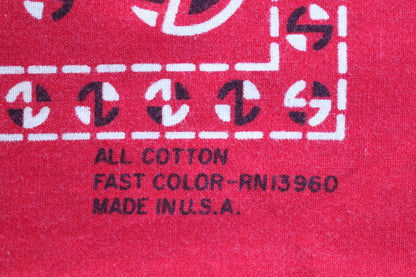 ALL COTTON
FAST COLOR-RN13960
MADE IN U.S.A.